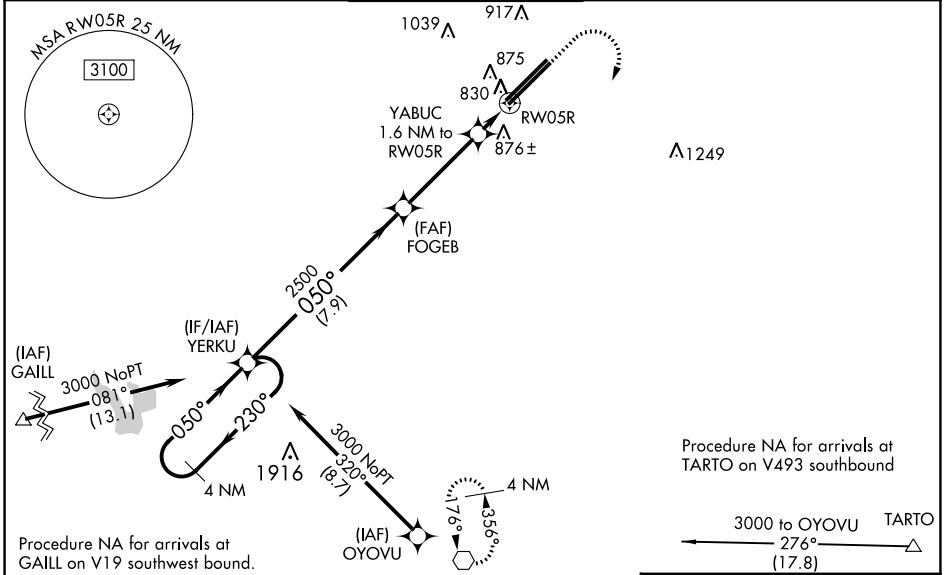 MSA RW05R 25 NM
3100
1039
917
875
830
RW05R
YABUC
1.6 NM to
RW05R
876±
1249
(FAF)
FOGEB
2500
050°
(7.9)
(IF/IAF)
YERKU
(IAF)
GAILL
3000 NoPT
081°
(13.1)
050°
230°
4 NM
1916
3000 NoPT
320°
(8.7)
(IAF)
OYOVU
4 NM
176°
356°
Procedure NA for arrivals at
GAILL on V19 southwest bound.
Procedure NA for arrivals at
TARTO on V493 southbound
3000 to OYOVU
276°
(17.8)
TARTO